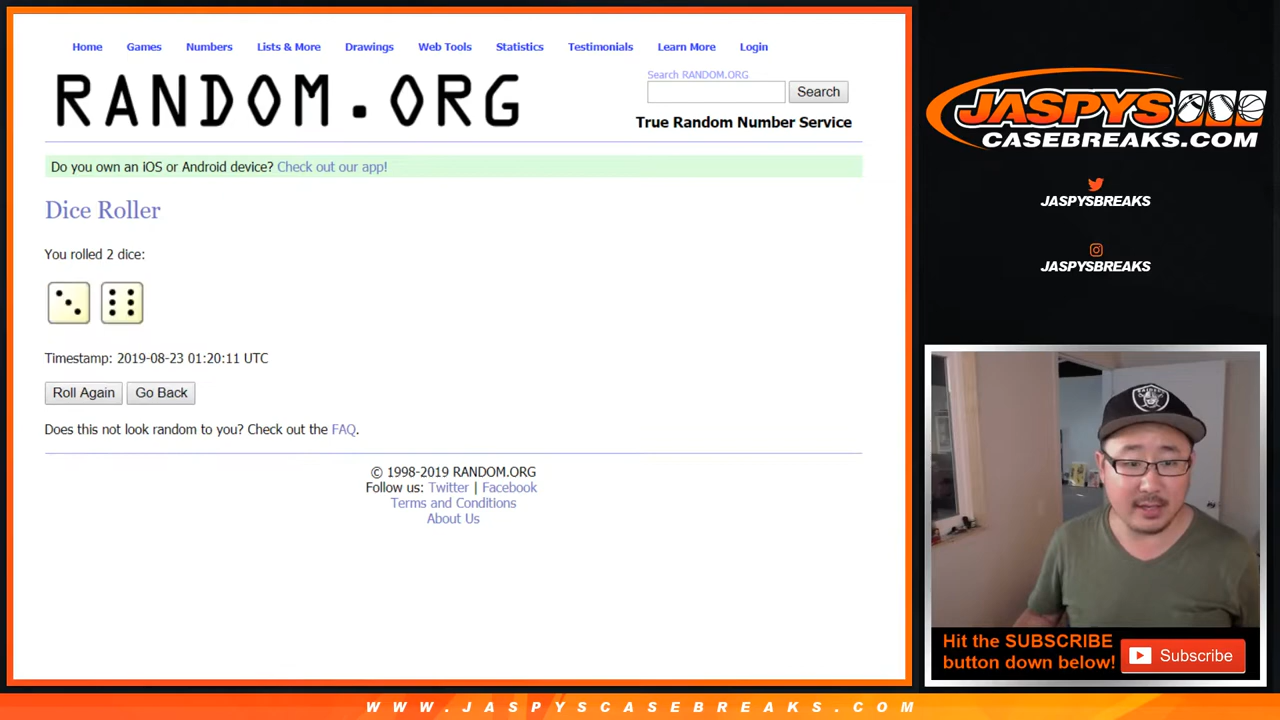 Home Games Numbers Lists & More Drawings Web Tools Statistics Testimonials Learn More Login
RANDOM.ORG
Search RANDOM.ORG
Search
True Random Number Service
Do you own an iOS or Android device? Check out our app!
Dice Roller
You rolled 2 dice:
Timestamp: 2019-08-23 01:20:11 UTC
Roll Again Go Back
Does this not look random to you? Check out the FAQ.
© 1998-2019 RANDOM.ORG
Follow us: Twitter | Facebook
Terms and Conditions
About Us
JASPYS
CASEBREAKS.COM
JASPYSBREAKS
JASPYSBREAKS
Hit the SUBSCRIBE
button down below!
Subscribe
WWW.JASPYSCASEBREAKS.COM